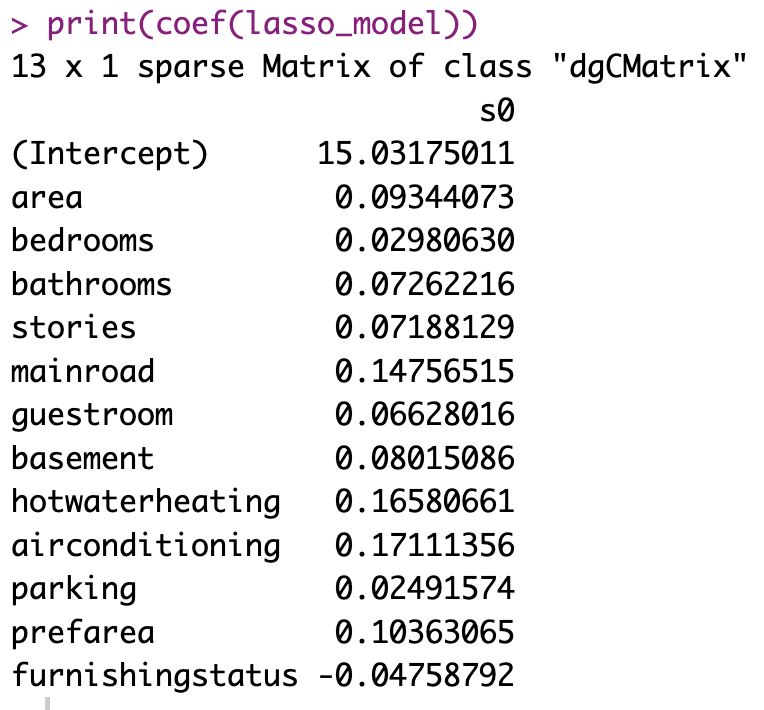 > print(coef(lasso_model))
13 x 1 sparse Matrix of class "dgCMatrix"
s0
(Intercept) 15.03175011
area 0.09344073
bedrooms 0.02980630
bathrooms 0.07262216
stories 0.07188129
mainroad 0.14756515
guestroom 0.06628016
basement 0.08015086
hotwaterheating 0.16580661
airconditioning 0.17111356
parking 0.02491574
prefarea 0.10363065
furnishingstatus -0.04758792